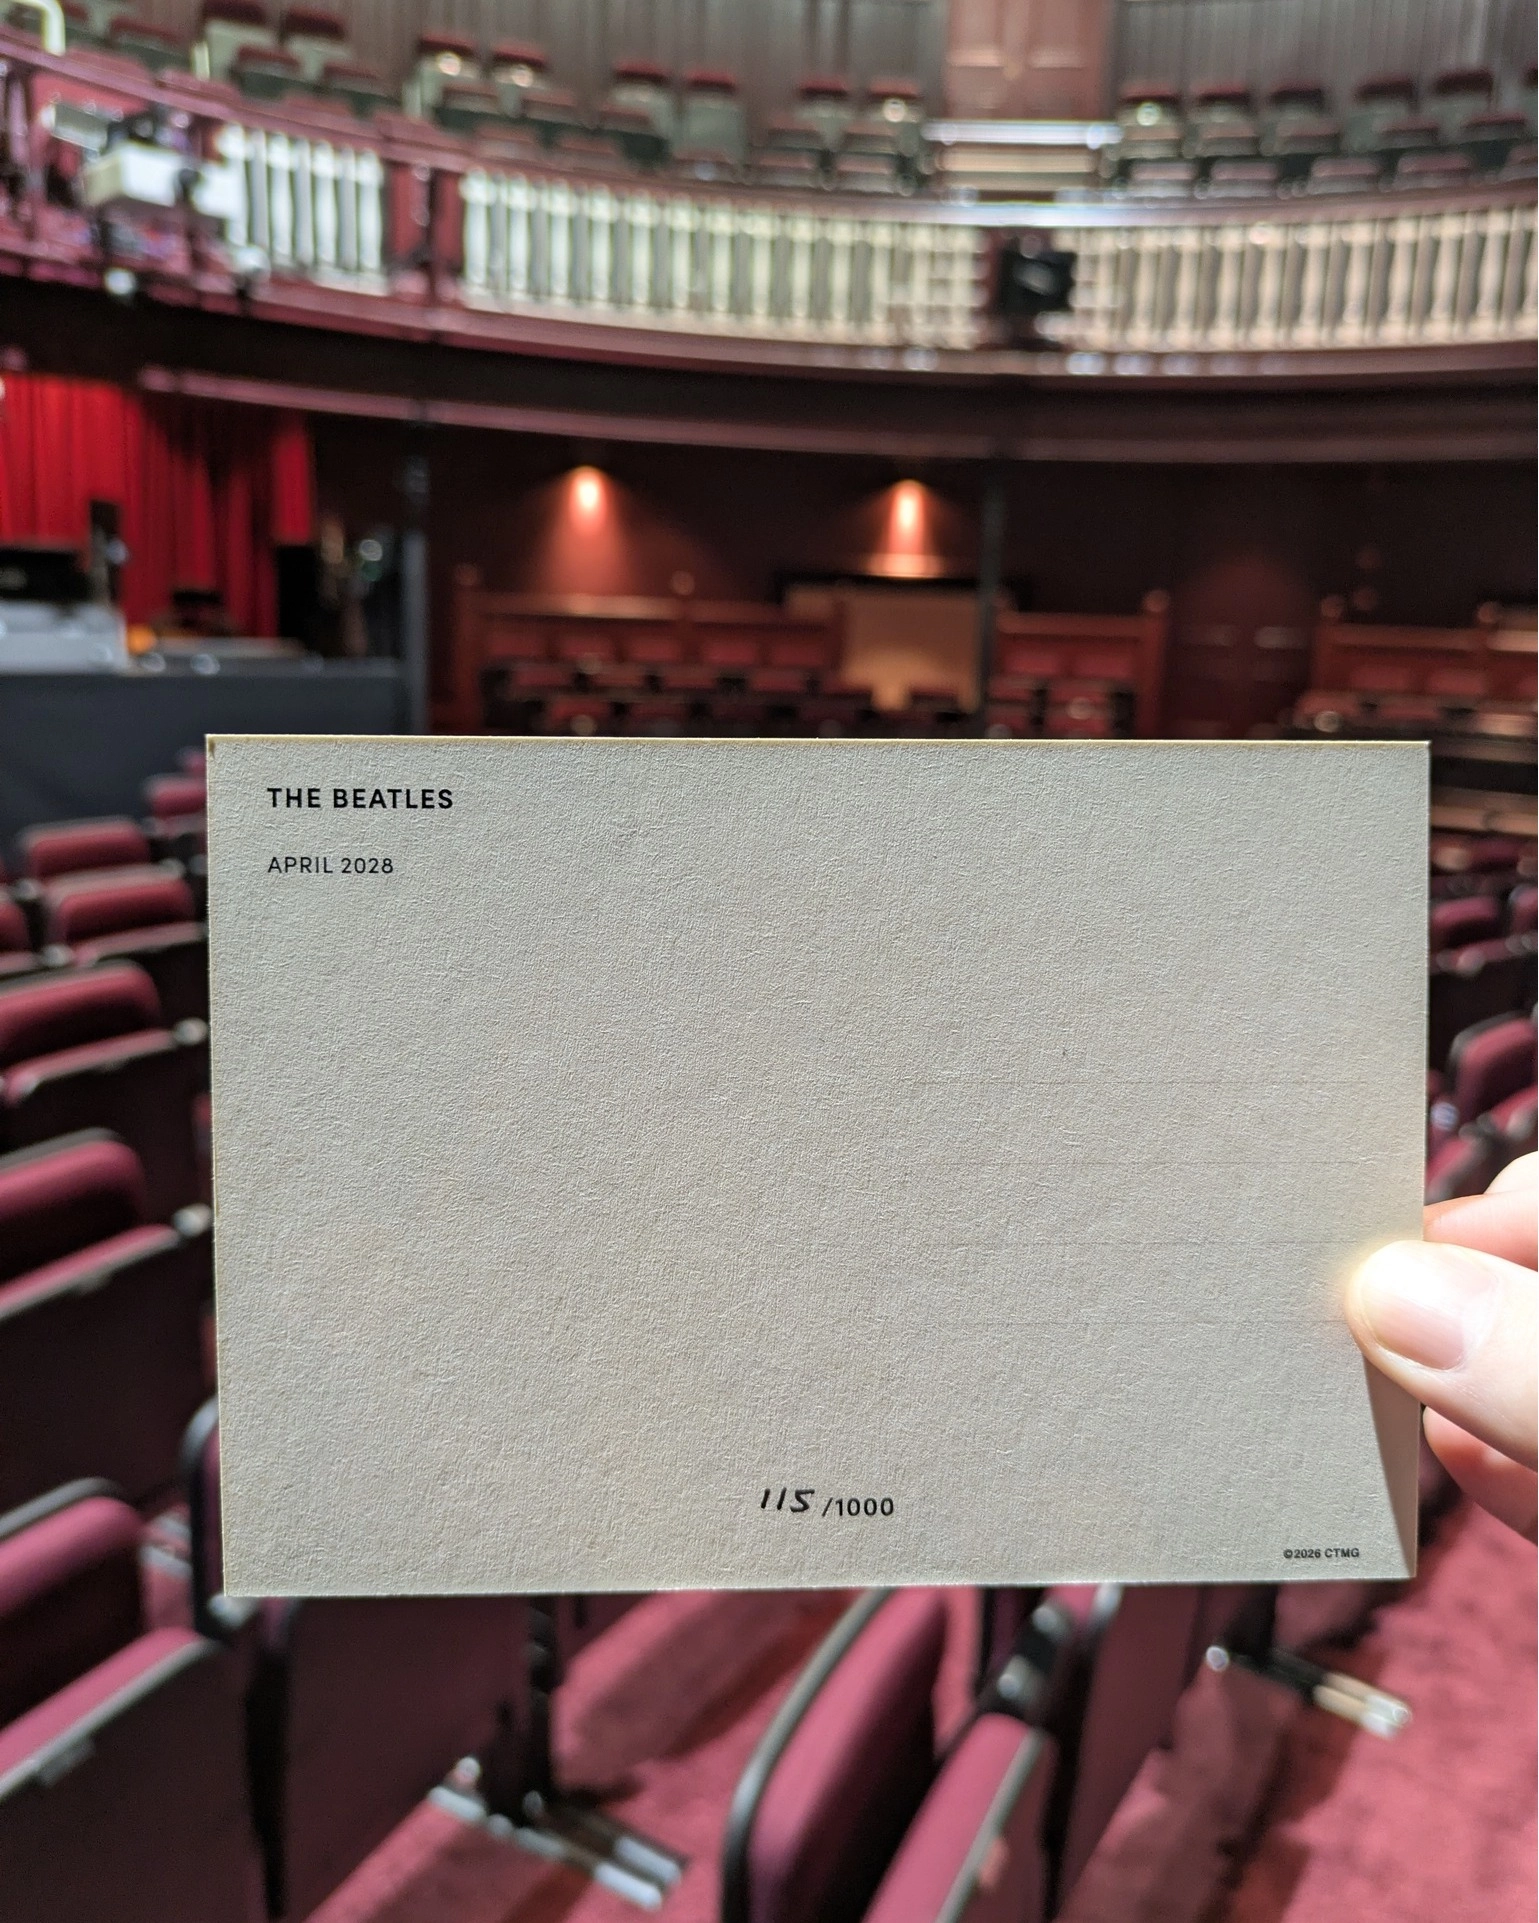 THE BEATLES
APRIL 2028
115/1000
©2026 CTMG